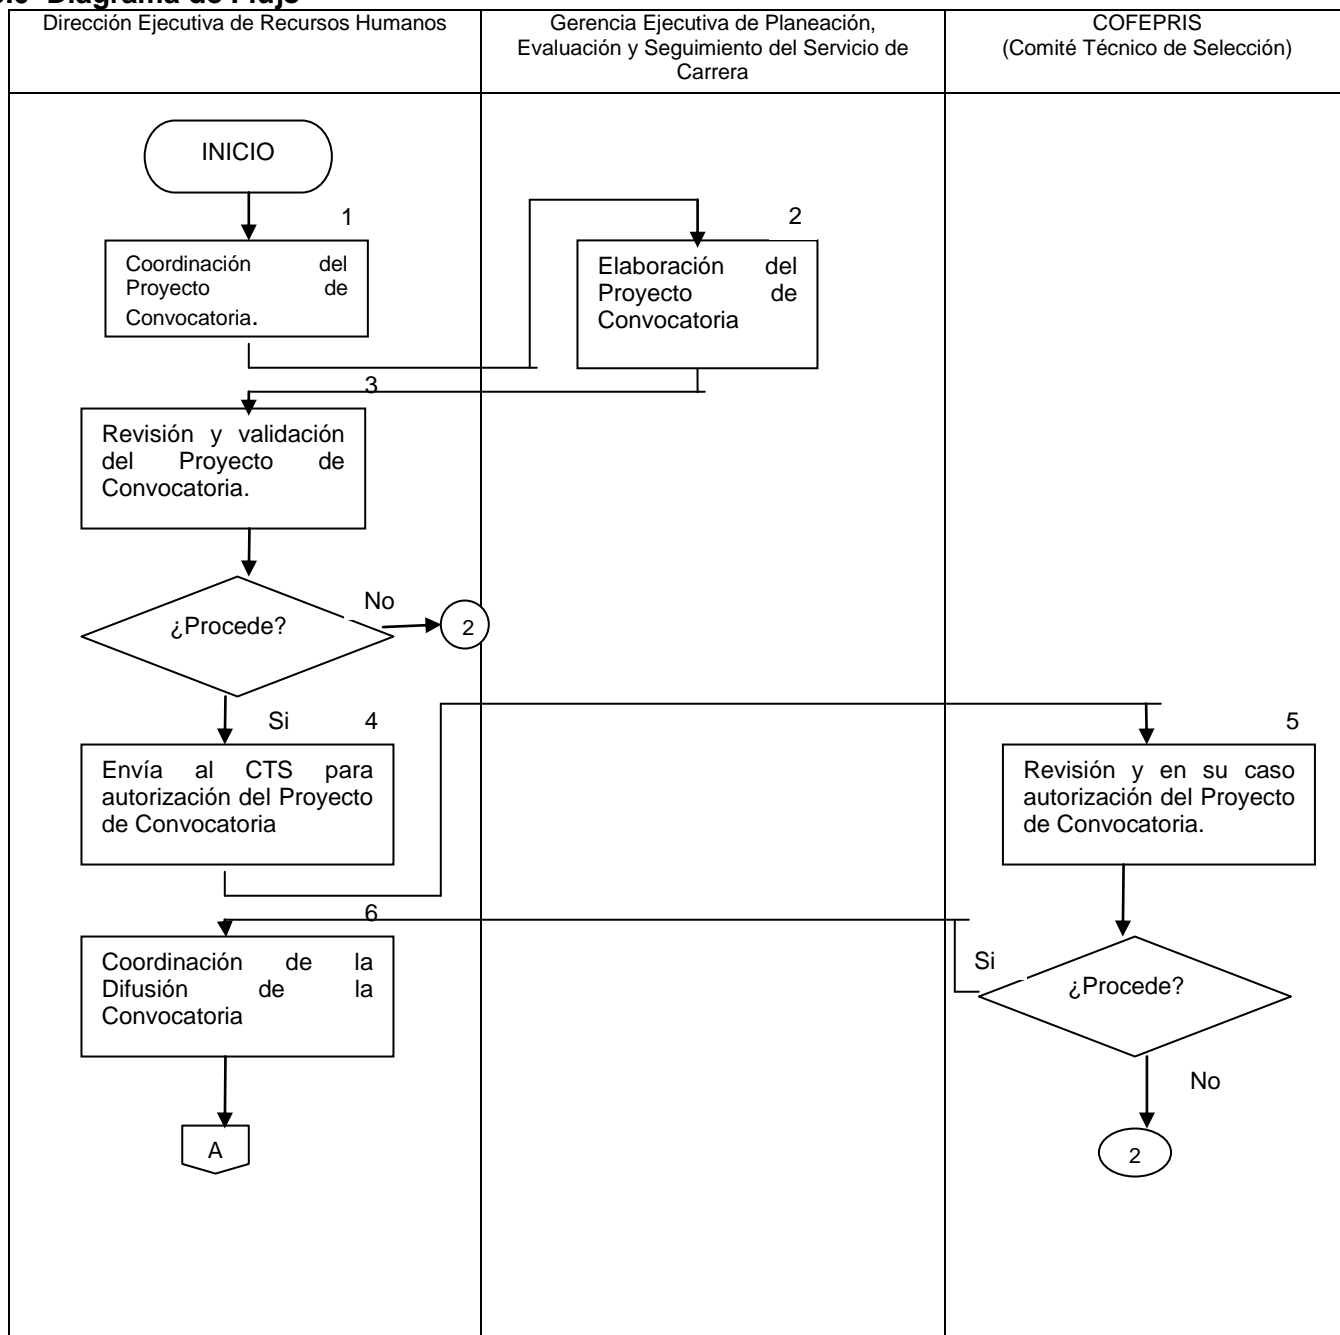 Diagrama de Flujo
Dirección Ejecutiva de Recursos Humanos
Gerencia Ejecutiva de Planeación,
Evaluación y Seguimiento del Servicio de
Carrera
COFEPRIS
(Comité Técnico de Selección)
INICIO
1
Coordinación del
Proyecto de
Convocatoria.
2
Elaboración del
Proyecto de
Convocatoria
3
Revisión y validación
del Proyecto de
Convocatoria.
¿Procede?
No
2
Si
4
Envía al CTS para
autorización del Proyecto
de Convocatoria
5
Revisión y en su caso
autorización del Proyecto
de Convocatoria.
¿Procede?
Si
No
2
6
Coordinación de la
Difusión de la
Convocatoria
A